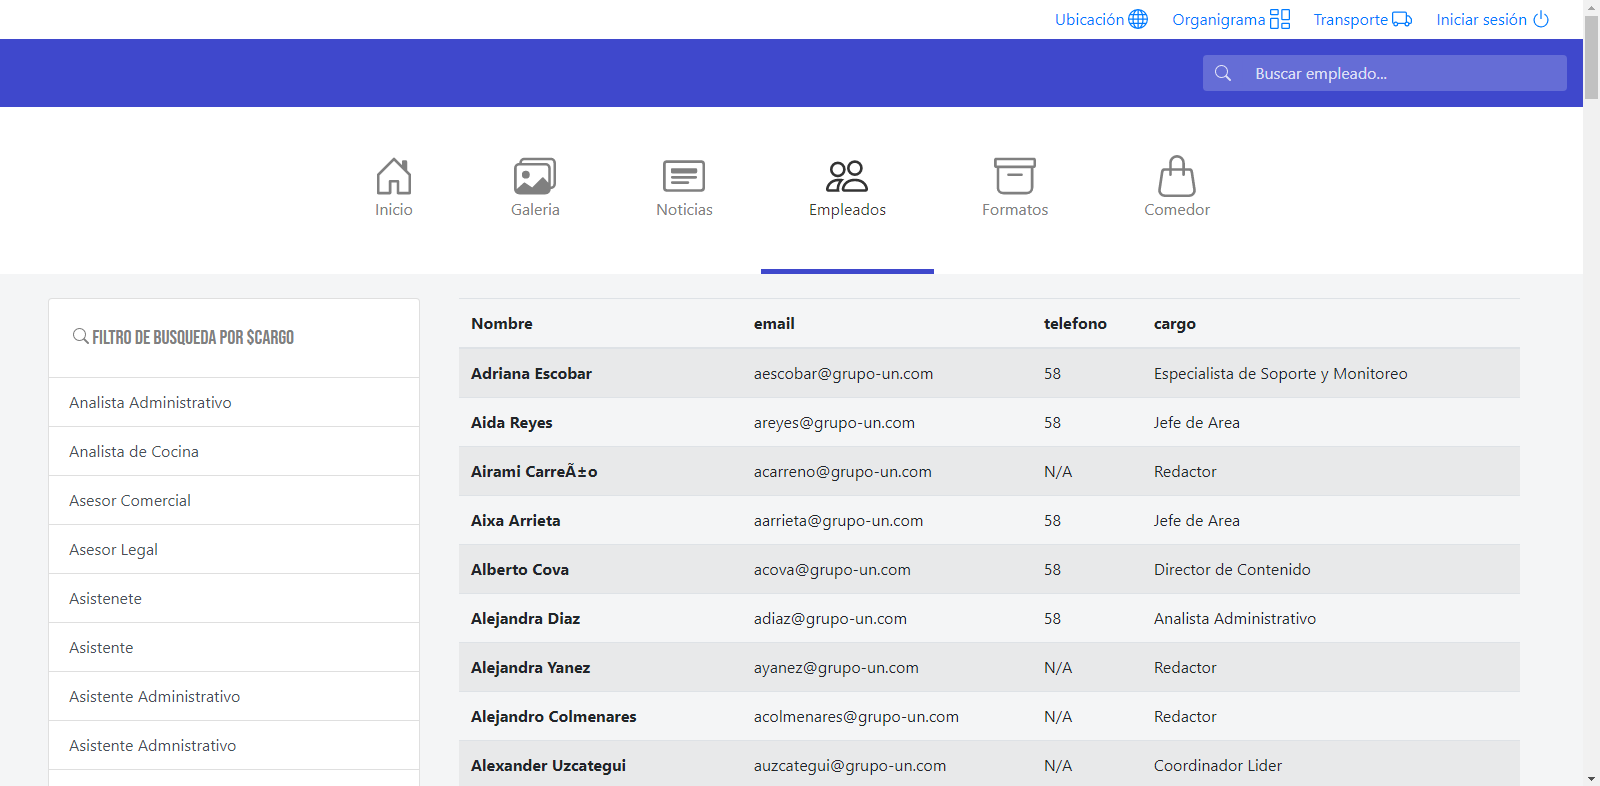 Ubicación Organigrama Transporte Iniciar sesión
Buscar empleado...
Inicio Galeria Noticias Empleados Formatos Comedor
FILTRO DE BUSQUEDA POR $CARGO
Analista Administrativo
Analista de Cocina
Asesor Comercial
Asesor Legal
Asistenete
Asistente
Asistente Administrativo
Asistente Admnistrativo
Nombre email telefono cargo
Adriana Escobar aescobar@grupo-un.com 58 Especialista de Soporte y Monitoreo
Aida Reyes areyes@grupo-un.com 58 Jefe de Area
Airami CarreÃ±o acarreno@grupo-un.com N/A Redactor
Aixa Arrieta aarrieta@grupo-un.com 58 Jefe de Area
Alberto Cova acova@grupo-un.com 58 Director de Contenido
Alejandra Diaz adiaz@grupo-un.com 58 Analista Administrativo
Alejandra Yanez ayanez@grupo-un.com N/A Redactor
Alejandro Colmenares acolmenares@grupo-un.com N/A Redactor
Alexander Uzcategui auzcategui@grupo-un.com N/A Coordinador Lider